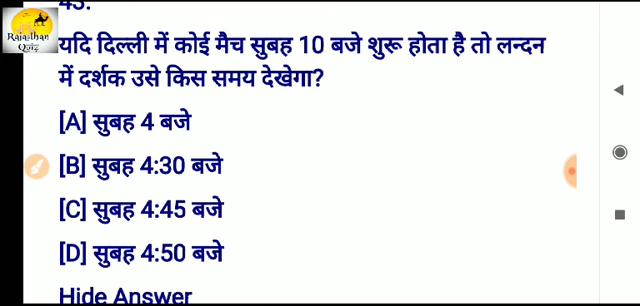 43.
Rajasthan
Quiz
यदि दिल्ली में कोई मैच सुबह 10 बजे शुरू होता है तो लन्दन
में दर्शक उसे किस समय देखेगा?
[A] सुबह 4 बजे
[B] सुबह 4:30 बजे
[C] सुबह 4:45 बजे
[D] सुबह 4:50 बजे
Hide Answer